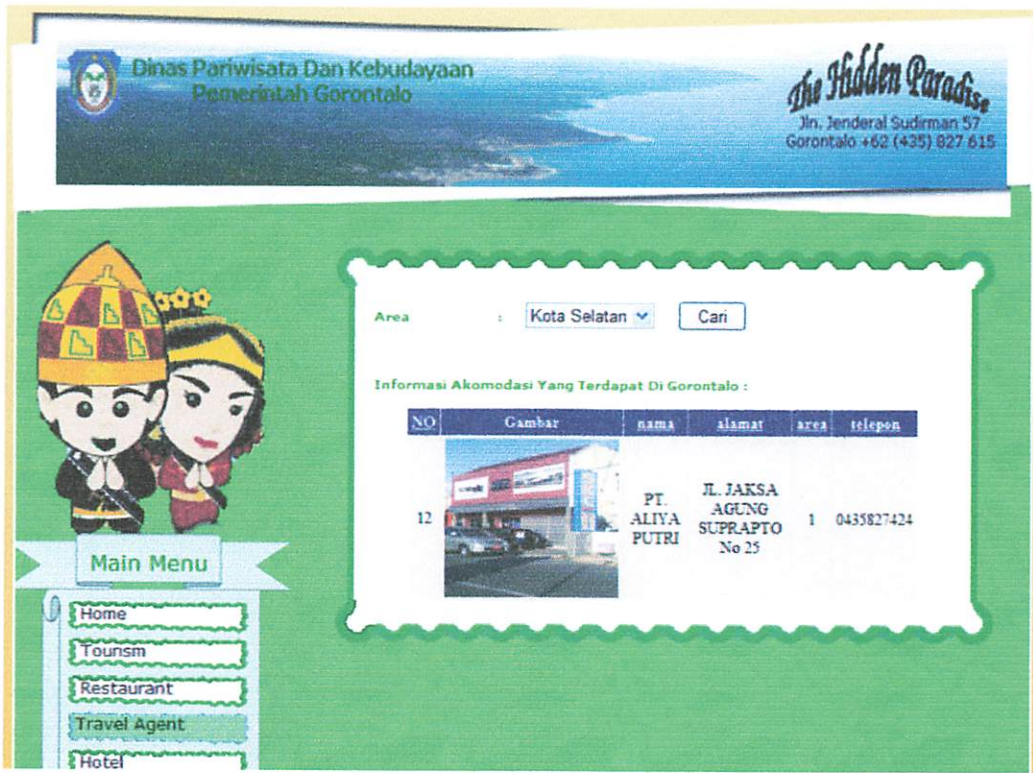 Dinas Pariwisata Dan Kebudayaan
Pemerintah Gorontalo
The Hidden Paradise
Jln. Jenderal Sudirman 57
Gorontalo +62 (435) 827 615
Area : Kota Selatan Cari
Informasi Akomodasi Yang Terdapat Di Gorontalo :
NO Gambar nama alamat area telepon
12 PT. ALIYA PUTRI JL. JAKSA AGUNG SUPRAPTO No 25 1 0435827424
Main Menu
Home
Tourism
Restaurant
Travel Agent
Hotel